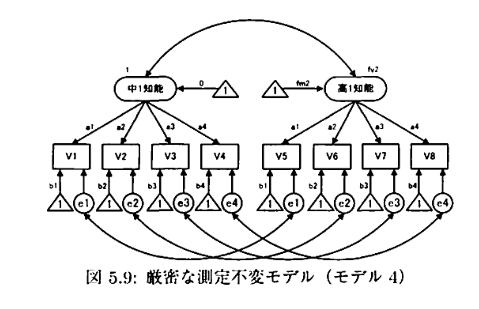 1 fv2
中1知能 0 1 1 fm2 高1知能
a1 a2 a3 a4 a1 a2 a3 a4
V1 V2 V3 V4 V5 V6 V7 V8
b1 b2 b3 b4 b1 b2 b3 b4
1 e1 1 e2 1 e3 1 e4 1 e1 1 e2 1 e3 1 e4
図 5.9: 厳密な測定不変モデル（モデル 4）